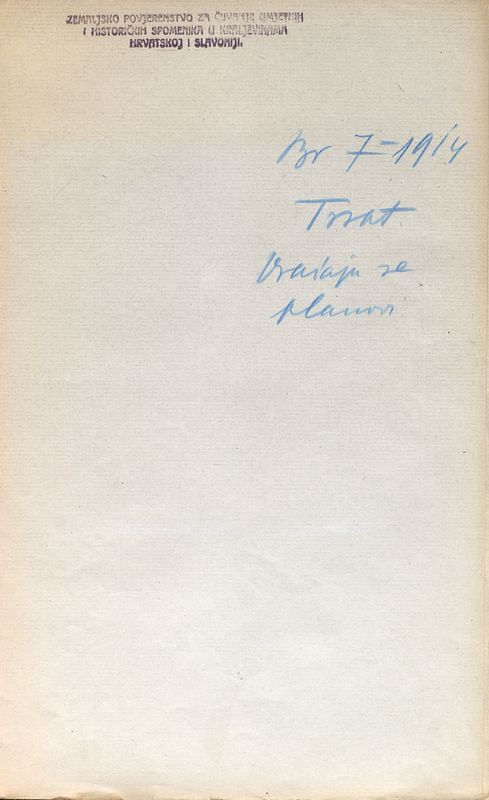 ZEMALJSKO POVJERENSTVO ZA ČUVANJE UMJETNIH
I HISTORIČKIH SPOMENIKA U KRALJEVINAMA
HRVATSKOJ I SLAVONIJI.
Br 7-1914
Trsat.
Vraćaju se
planovi